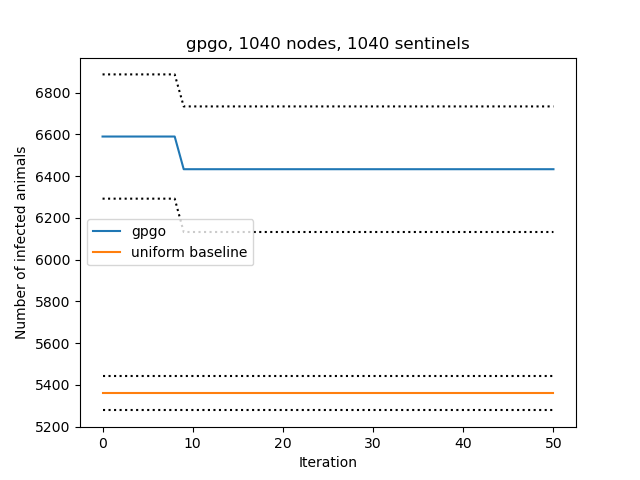 gpgo, 1040 nodes, 1040 sentinels
Number of infected animals
6800
6600
6400
6200
6000
5800
5600
5400
5200
gpgo
uniform baseline
0 10 20 30 40 50
Iteration